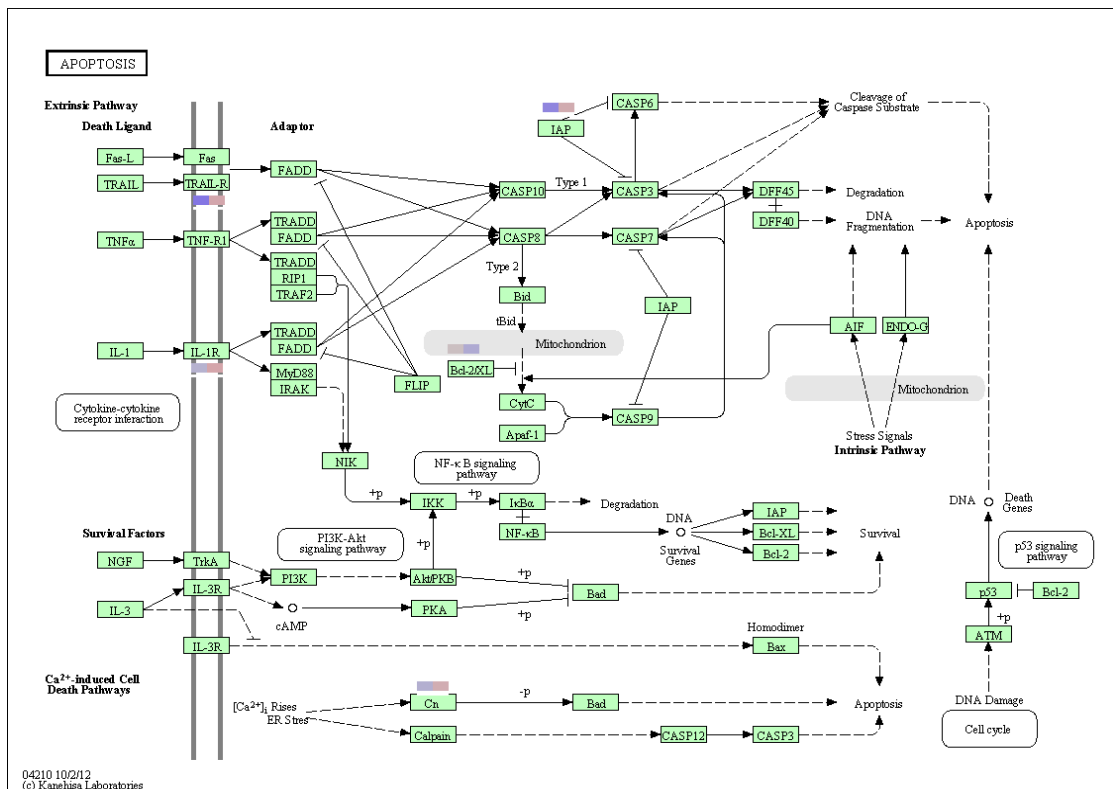 APOPTOSIS
Extrinsic Pathway
Death Ligand
Adaptor
Fas-L
Fas
FADD
TRAIL
TRAIL-R
TNFα
TNF-R1
TRADD
FADD
TRADD
RIP1
TRAF2
IL-1
IL-1R
TRADD
FADD
MyD88
IRAK
FLIP
NIK
Cytokine-cytokine
receptor interaction
CASP6
IAP
CASP10
Type 1
CASP3
CASP8
CASP7
Type 2
Bid
tBid
Mitochondrion
Bcl-2/XL
CytC
Apaf-1
CASP9
IAP
Cleavage of
Caspase Substrate
DFF45
Degradation
DFF40
DNA
Fragmentation
Apoptosis
AIF
ENDO-G
Mitochondrion
Stress Signals
Intrinsic Pathway
NF-κB signaling
pathway
+p
IKK
+p
IκBα
Degradation
NF-κB
DNA
Survival
Genes
IAP
Bcl-XL
Bcl-2
Survival
DNA
Death
Genes
p53 signaling
pathway
p53
Bcl-2
+p
ATM
DNA Damage
Cell cycle
Survival Factors
PI3K-Akt
signaling pathway
NGF
TrkA
PI3K
+p
Akt/PKB
+p
Bad
IL-3
IL-3R
cAMP
PKA
+p
IL-3R
Homodimer
Bax
Ca2+-induced Cell
Death Pathways
[Ca2+]i Rises
ER Stres
Cn
-p
Bad
Apoptosis
Calpain
CASP12
CASP3
04210 10/2/12
(c) Kanehisa Laboratories